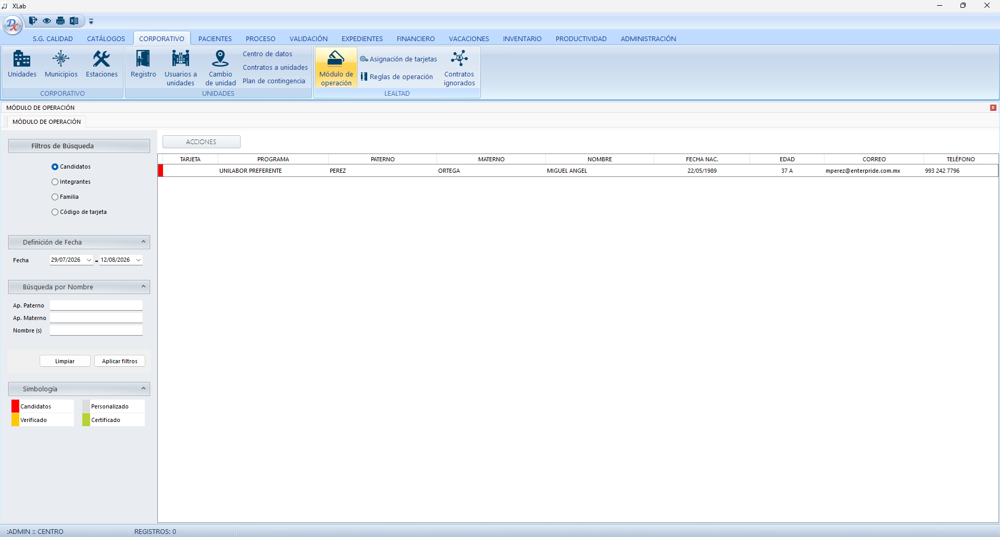 XLab
S.G. CALIDAD CATÁLOGOS CORPORATIVO PACIENTES PROCESO VALIDACIÓN EXPEDIENTES FINANCIERO VACACIONES INVENTARIO PRODUCTIVIDAD ADMINISTRACIÓN
Unidades Municipios Estaciones
CORPORATIVO
Registro Usuarios a unidades Cambio de unidad
Centro de datos
Contratos a unidades
Plan de contingencia
UNIDADES
Módulo de operación
Asignación de tarjetas
Reglas de operación
Contratos ignorados
LEALTAD
MÓDULO DE OPERACIÓN
MÓDULO DE OPERACIÓN
Filtros de Búsqueda
Candidatos
Integrantes
Familia
Código de tarjeta
Definición de Fecha
Fecha 29/07/2026 - 12/08/2026
Búsqueda por Nombre
Ap. Paterno
Ap. Materno
Nombre (s)
Limpiar Aplicar filtros
Simbología
Candidatos Personalizado
Verificado Certificado
ACCIONES
TARJETA PROGRAMA PATERNO MATERNO NOMBRE FECHA NAC. EDAD CORREO TELÉFONO
UNILABOR PREFERENTE PEREZ ORTEGA MIGUEL ANGEL 22/05/1989 37 A mperez@enterpride.com.mx 993 242 7796
:ADMIN :: CENTRO REGISTROS: 0